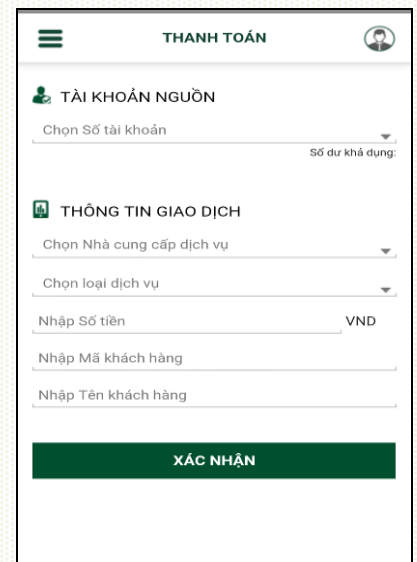 THANH TOÁN
TÀI KHOẢN NGUỒN
Chọn Số tài khoản
Số dư khả dụng:
THÔNG TIN GIAO DỊCH
Chọn Nhà cung cấp dịch vụ
Chọn loại dịch vụ
Nhập Số tiền VND
Nhập Mã khách hàng
Nhập Tên khách hàng
XÁC NHẬN